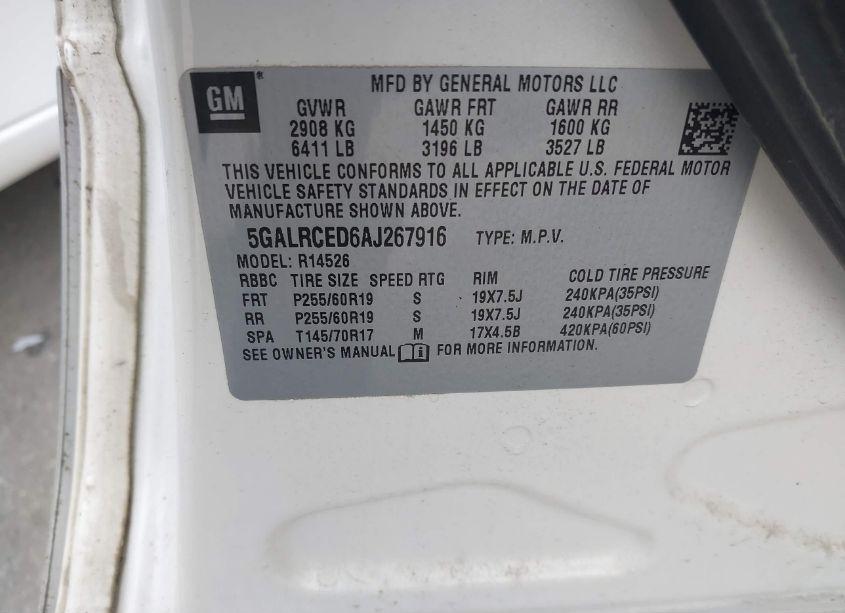 GM®
MFD BY GENERAL MOTORS LLC
GVWR GAWR FRT GAWR RR
2908 KG 1450 KG 1600 KG
6411 LB 3196 LB 3527 LB
THIS VEHICLE CONFORMS TO ALL APPLICABLE U.S. FEDERAL MOTOR
VEHICLE SAFETY STANDARDS IN EFFECT ON THE DATE OF
MANUFACTURE SHOWN ABOVE.
5GALRCED6AJ267916 TYPE: M.P.V.
MODEL: R14526
RBBC TIRE SIZE SPEED RTG RIM COLD TIRE PRESSURE
FRT P255/60R19 S 19X7.5J 240KPA(35PSI)
RR P255/60R19 S 19X7.5J 240KPA(35PSI)
SPA T145/70R17 M 17X4.5B 420KPA(60PSI)
SEE OWNER'S MANUAL i FOR MORE INFORMATION.